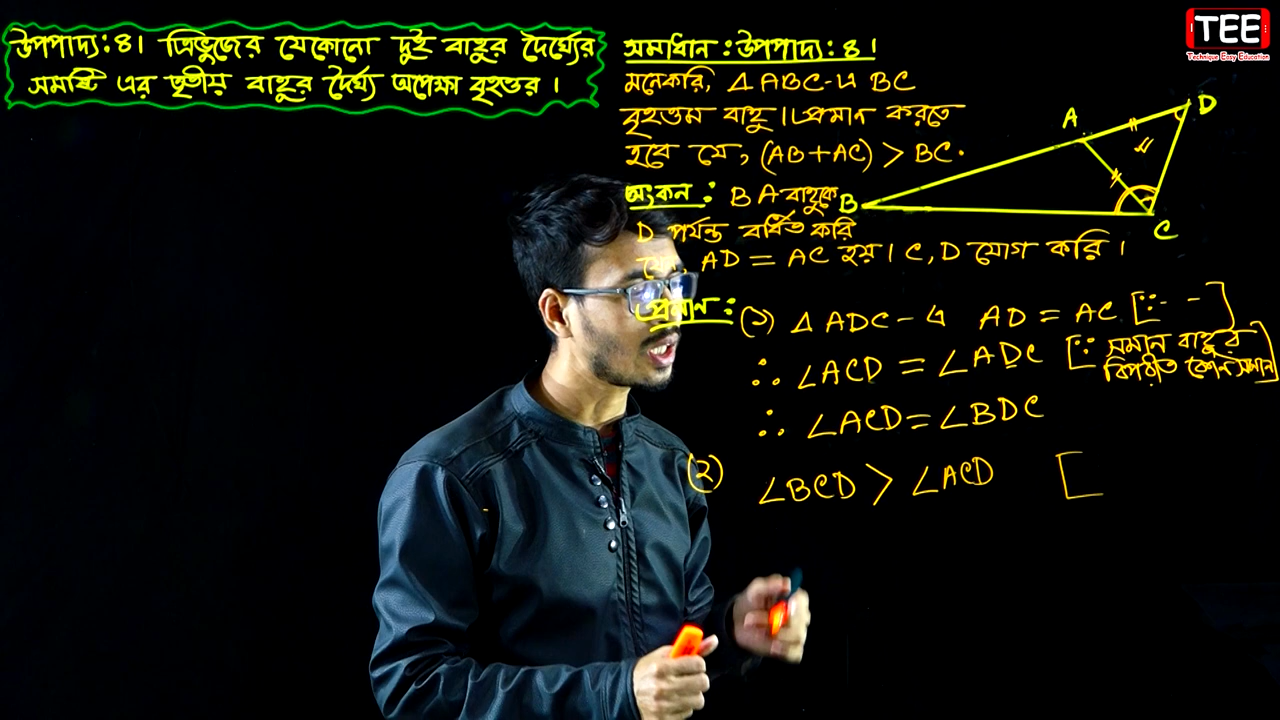 উপপাদ্য: ৪। ত্রিভুজের যেকোনো দুই বাহুর দৈর্ঘ্যের
সমষ্টি এর তৃতীয় বাহুর দৈর্ঘ্য অপেক্ষা বৃহত্তর।
TEE
Technique Easy Education
সমাধান: উপপাদ্য: ৪।
মনেকরি, △ ABC-এ BC
বৃহত্তম বাহু। প্রমান করতে
হবে যে, (AB+AC) > BC.
অংকন: BA বাহুকে
D পর্যন্ত বর্ধিত করি
AD = AC হয়। C, D যোগ করি।
প্রমান: (১) △ ADC-এ AD = AC [∵ - -]
∴ ∠ACD = ∠ADC [∵ সমান বাহুর
বিপরীত কোন সমান]
∴ ∠ACD = ∠BDC
(২) ∠BCD > ∠ACD [
A
D
B
C